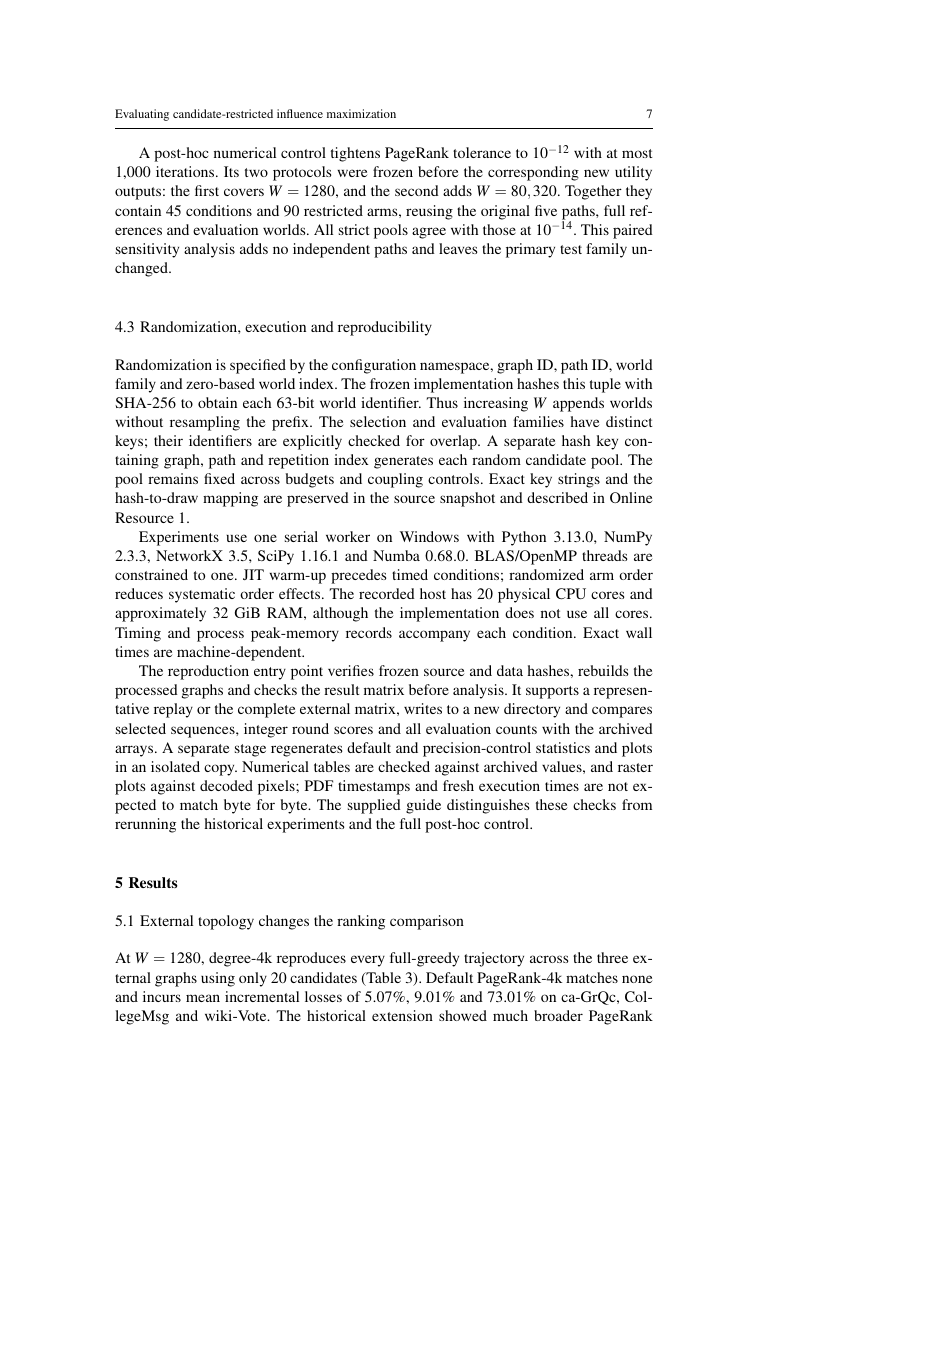 Evaluating candidate-restricted influence maximization 7
A post-hoc numerical control tightens PageRank tolerance to 10⁻¹² with at most
1,000 iterations. Its two protocols were frozen before the corresponding new utility
outputs: the first covers W = 1280, and the second adds W = 80,320. Together they
contain 45 conditions and 90 restricted arms, reusing the original five paths, full ref-
erences and evaluation worlds. All strict pools agree with those at 10⁻¹⁴. This paired
sensitivity analysis adds no independent paths and leaves the primary test family un-
changed.
4.3 Randomization, execution and reproducibility
Randomization is specified by the configuration namespace, graph ID, path ID, world
family and zero-based world index. The frozen implementation hashes this tuple with
SHA-256 to obtain each 63-bit world identifier. Thus increasing W appends worlds
without resampling the prefix. The selection and evaluation families have distinct
keys; their identifiers are explicitly checked for overlap. A separate hash key con-
taining graph, path and repetition index generates each random candidate pool. The
pool remains fixed across budgets and coupling controls. Exact key strings and the
hash-to-draw mapping are preserved in the source snapshot and described in Online
Resource 1.
Experiments use one serial worker on Windows with Python 3.13.0, NumPy
2.3.3, NetworkX 3.5, SciPy 1.16.1 and Numba 0.68.0. BLAS/OpenMP threads are
constrained to one. JIT warm-up precedes timed conditions; randomized arm order
reduces systematic order effects. The recorded host has 20 physical CPU cores and
approximately 32 GiB RAM, although the implementation does not use all cores.
Timing and process peak-memory records accompany each condition. Exact wall
times are machine-dependent.
The reproduction entry point verifies frozen source and data hashes, rebuilds the
processed graphs and checks the result matrix before analysis. It supports a represen-
tative replay or the complete external matrix, writes to a new directory and compares
selected sequences, integer round scores and all evaluation counts with the archived
arrays. A separate stage regenerates default and precision-control statistics and plots
in an isolated copy. Numerical tables are checked against archived values, and raster
plots against decoded pixels; PDF timestamps and fresh execution times are not ex-
pected to match byte for byte. The supplied guide distinguishes these checks from
rerunning the historical experiments and the full post-hoc control.
5 Results
5.1 External topology changes the ranking comparison
At W = 1280, degree-4k reproduces every full-greedy trajectory across the three ex-
ternal graphs using only 20 candidates (Table 3). Default PageRank-4k matches none
and incurs mean incremental losses of 5.07%, 9.01% and 73.01% on ca-GrQc, Col-
legeMsg and wiki-Vote. The historical extension showed much broader PageRank